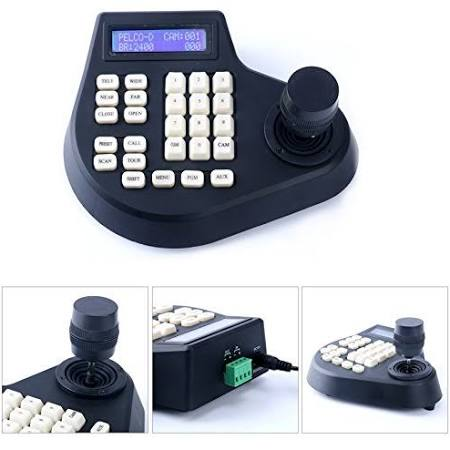 PELCO-D CAM:001
BR:2400 000
TELE WIDE 1 2 3
NEAR FAR 4 5 6
CLOSE OPEN 7 8 9
0 CAM
PRESET CALL
SCAN TOUR
SHIFT MENU PGM AUX